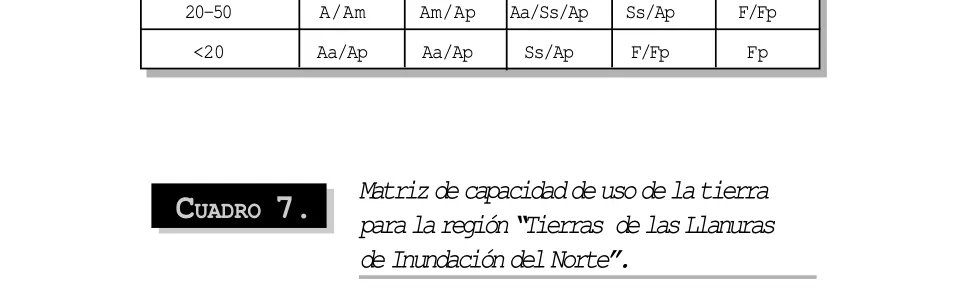 20-50 A/Am Am/Ap Aa/Ss/Ap Ss/Ap F/Fp
<20 Aa/Ap Aa/Ap Ss/Ap F/Fp Fp
CUADRO 7.
Matriz de capacidad de uso de la tierra
para la región “Tierras de las Llanuras
de Inundación del Norte”.